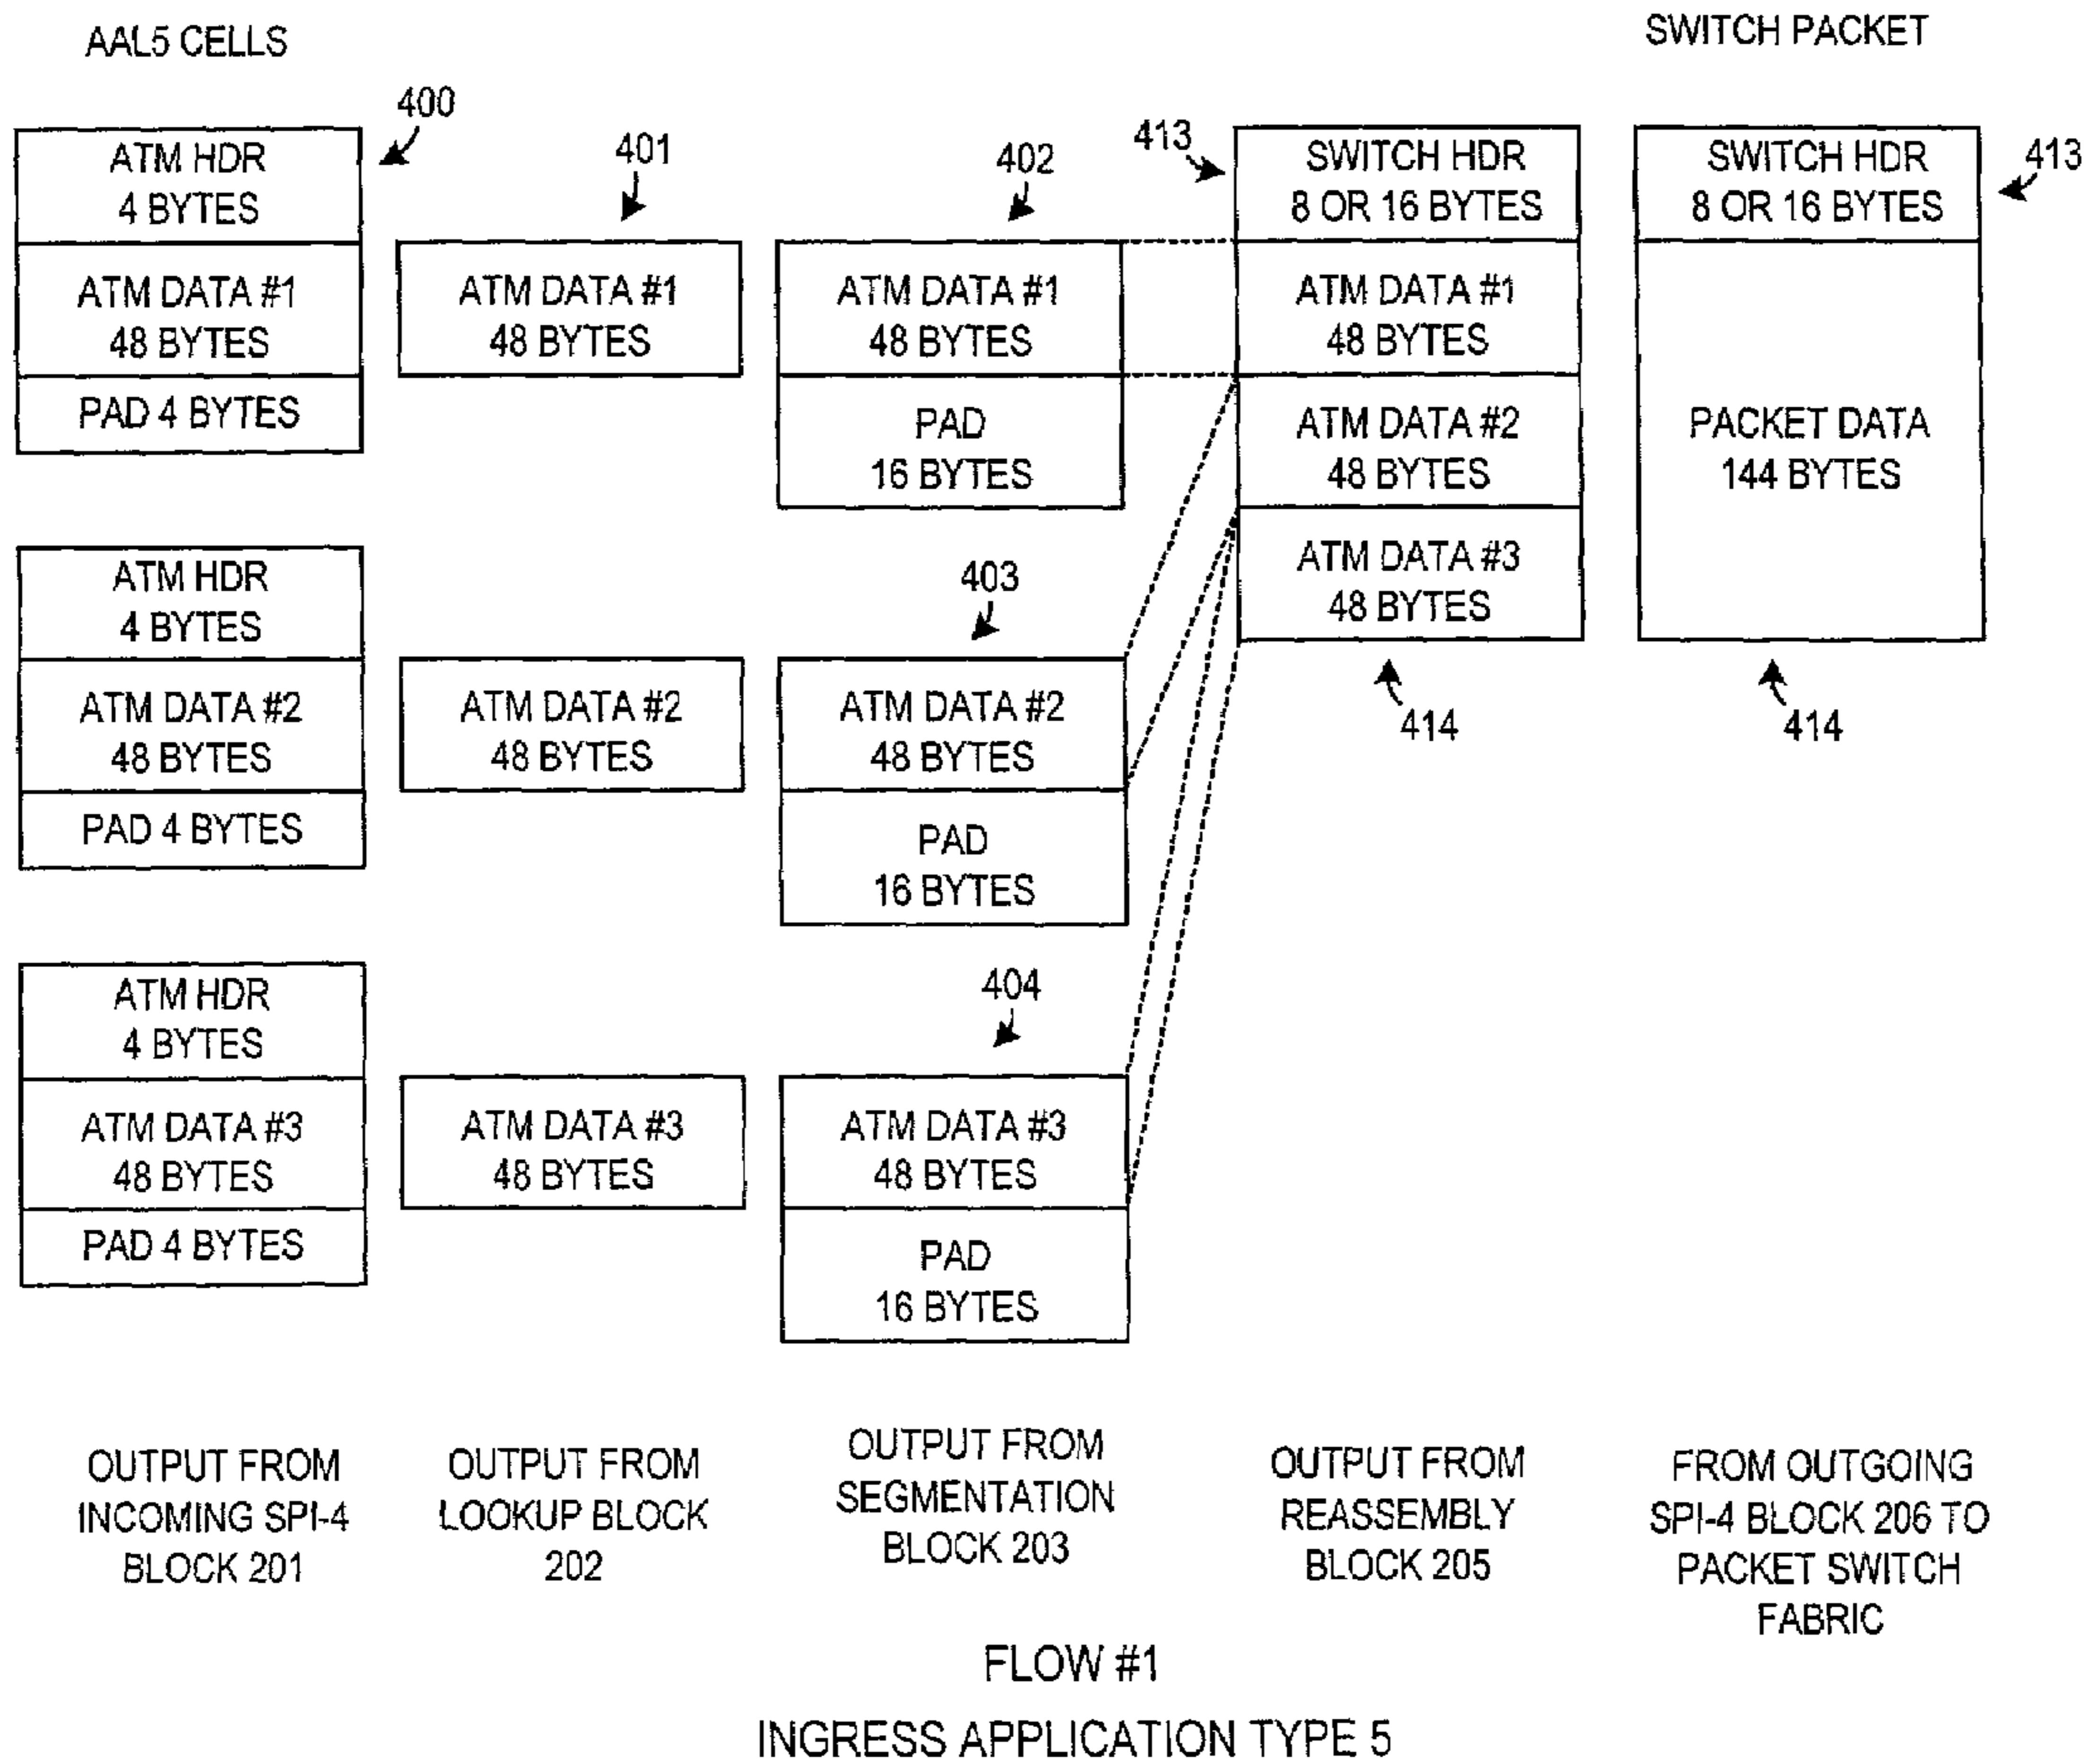 AAL5 CELLS
SWITCH PACKET
400
ATM HDR
4 BYTES
ATM DATA #1
48 BYTES
PAD 4 BYTES
401
ATM DATA #1
48 BYTES
402
ATM DATA #1
48 BYTES
PAD
16 BYTES
413
SWITCH HDR
8 OR 16 BYTES
ATM DATA #1
48 BYTES
ATM DATA #2
48 BYTES
ATM DATA #3
48 BYTES
414
SWITCH HDR
8 OR 16 BYTES
413
PACKET DATA
144 BYTES
414
ATM HDR
4 BYTES
ATM DATA #2
48 BYTES
PAD 4 BYTES
ATM DATA #2
48 BYTES
403
ATM DATA #2
48 BYTES
PAD
16 BYTES
ATM HDR
4 BYTES
ATM DATA #3
48 BYTES
PAD 4 BYTES
ATM DATA #3
48 BYTES
404
ATM DATA #3
48 BYTES
PAD
16 BYTES
OUTPUT FROM
INCOMING SPI-4
BLOCK 201
OUTPUT FROM
LOOKUP BLOCK
202
OUTPUT FROM
SEGMENTATION
BLOCK 203
OUTPUT FROM
REASSEMBLY
BLOCK 205
FROM OUTGOING
SPI-4 BLOCK 206 TO
PACKET SWITCH
FABRIC
FLOW #1
INGRESS APPLICATION TYPE 5